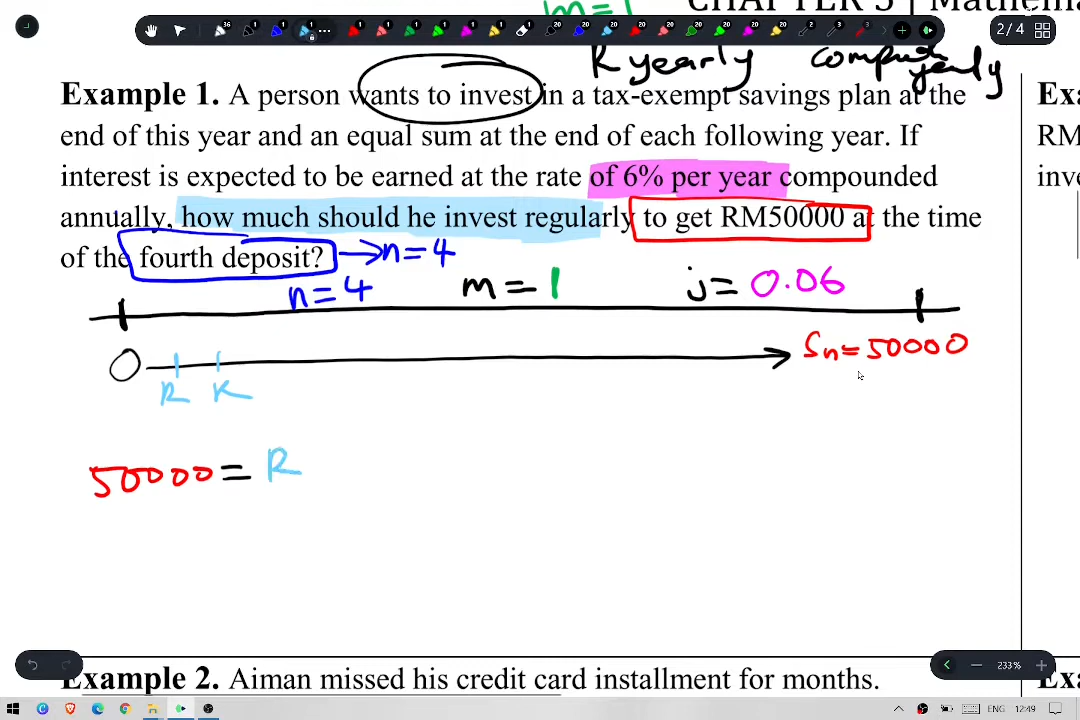 m=1
CHAPTER 3 | Mathema
2/4
R yearly compound yearly
Example 1. A person wants to invest in a tax-exempt savings plan at the
end of this year and an equal sum at the end of each following year. If
interest is expected to be earned at the rate of 6% per year compounded
annually, how much should he invest regularly to get RM50000 at the time
of the fourth deposit? →n=4
n=4 m=1 j=0.06
0 Sn=50000
R R
50000=R
Example 2. Aiman missed his credit card installment for months.
Exa
RM
inve
Exa
233%
ENG 12:49